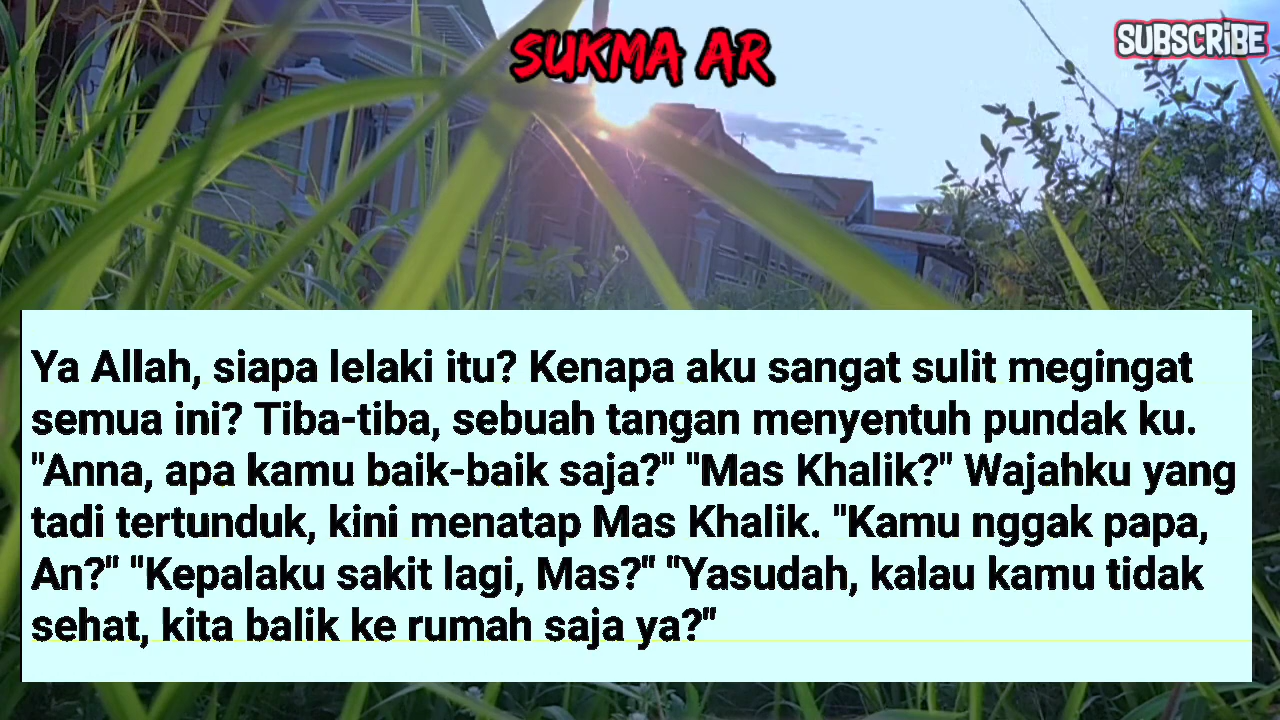 SUKMA AR
SUBSCRiBE
Ya Allah, siapa lelaki itu? Kenapa aku sangat sulit megingat
semua ini? Tiba-tiba, sebuah tangan menyentuh pundak ku.
"Anna, apa kamu baik-baik saja?" "Mas Khalik?" Wajahku yang
tadi tertunduk, kini menatap Mas Khalik. "Kamu nggak papa,
An?" "Kepalaku sakit lagi, Mas?" "Yasudah, kalau kamu tidak
sehat, kita balik ke rumah saja ya?"